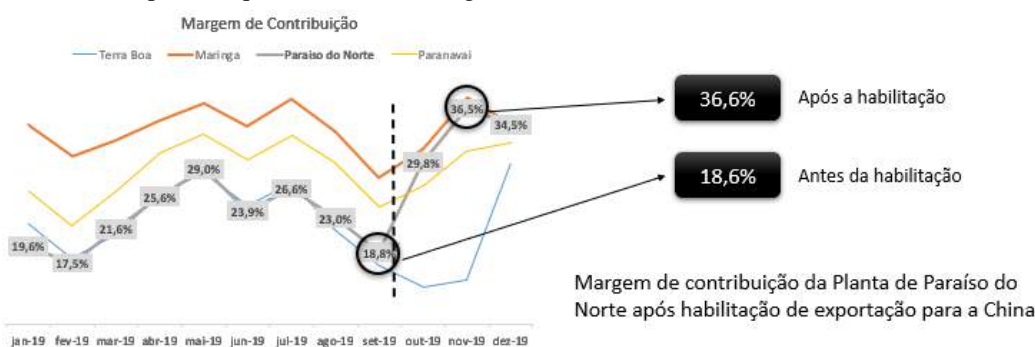 Margem de Contribuição
Terra Boa Maringa Paraiso do Norte Paranavai
36,5%
36,6% Após a habilitação
34,5%
29,8%
29,0%
25,6%
26,6%
23,9%
23,0%
21,6%
19,6%
17,5%
18,8%
18,6% Antes da habilitação
Margem de contribuição da Planta de Paraíso do
Norte após habilitação de exportação para a China
jan-19 fev-19 mar-19 abr-19 mai-19 jun-19 jul-19 ago-19 set-19 out-19 nov-19 dez-19